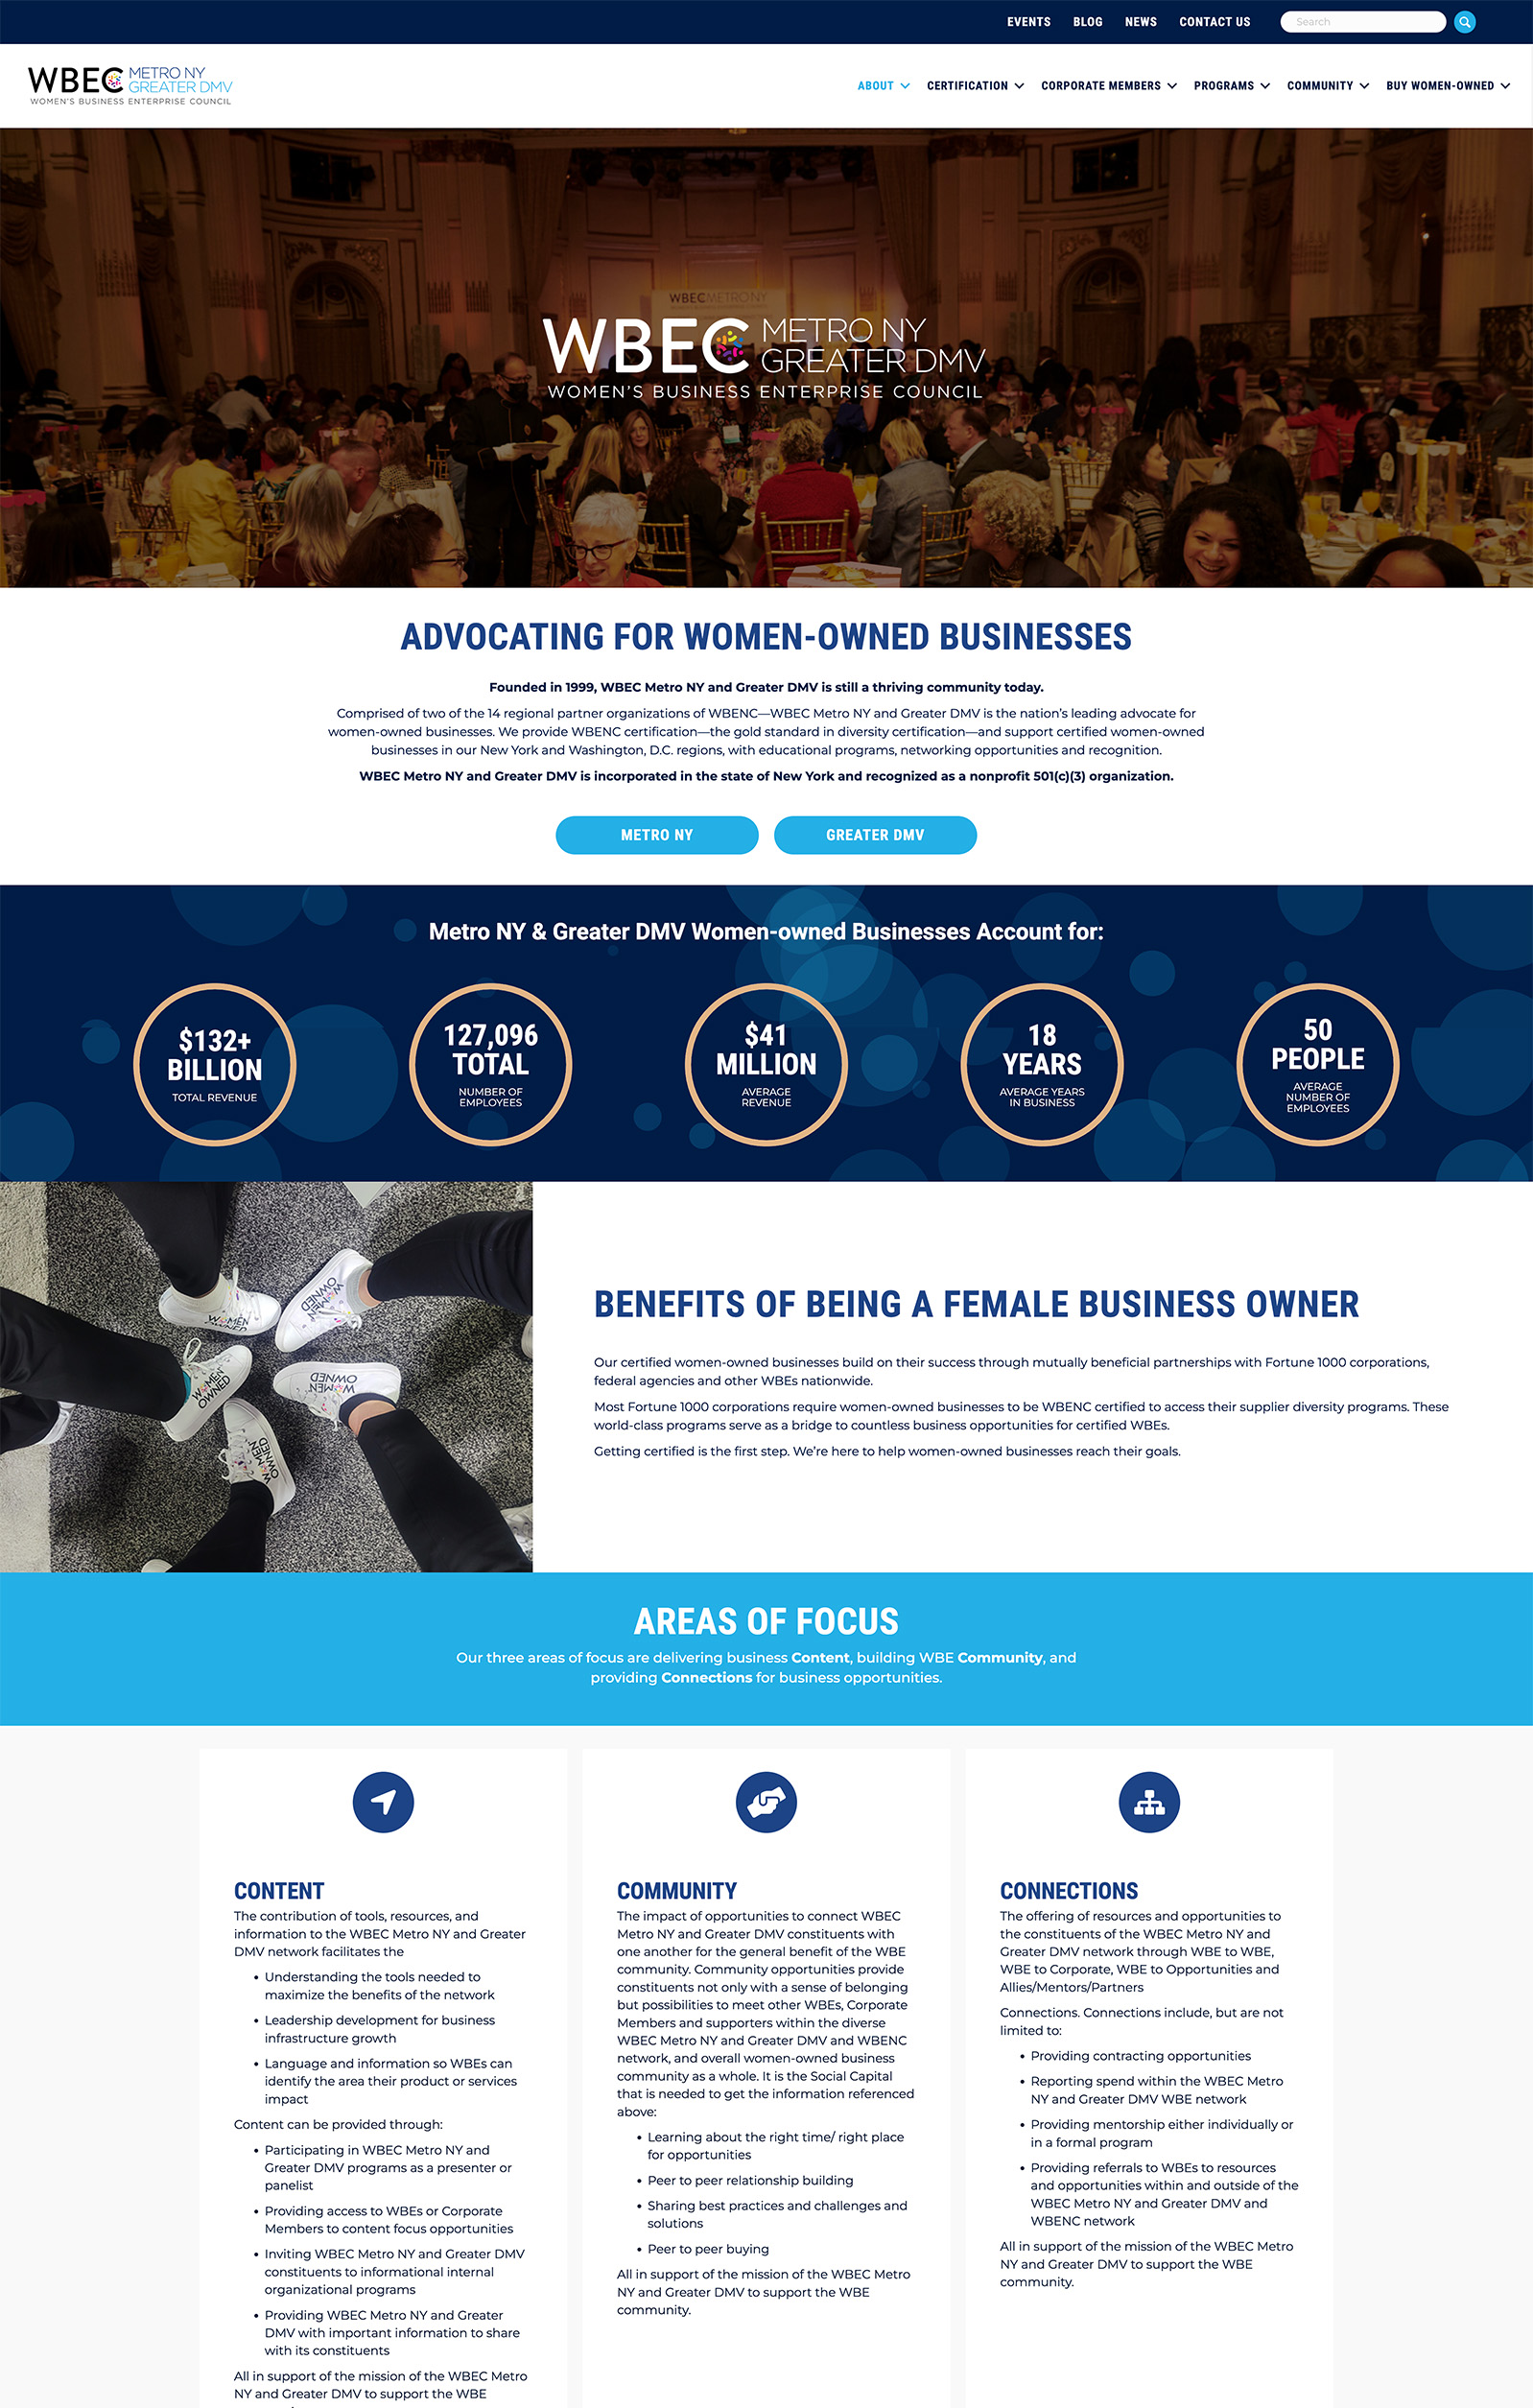 EVENTS BLOG NEWS CONTACT US Search
WBEC METRO NY
GREATER DMV
WOMEN'S BUSINESS ENTERPRISE COUNCIL
ABOUT CERTIFICATION CORPORATE MEMBERS PROGRAMS COMMUNITY BUY WOMEN-OWNED
WBECMETRONY
WBEC METRO NY
GREATER DMV
WOMEN'S BUSINESS ENTERPRISE COUNCIL
ADVOCATING FOR WOMEN-OWNED BUSINESSES
Founded in 1999, WBEC Metro NY and Greater DMV is still a thriving community today.
Comprised of two of the 14 regional partner organizations of WBENC—WBEC Metro NY and Greater DMV is the nation's leading advocate for
women-owned businesses. We provide WBENC certification—the gold standard in diversity certification—and support certified women-owned
businesses in our New York and Washington, D.C. regions, with educational programs, networking opportunities and recognition.
WBEC Metro NY and Greater DMV is incorporated in the state of New York and recognized as a nonprofit 501(c)(3) organization.
METRO NY
GREATER DMV
Metro NY & Greater DMV Women-owned Businesses Account for:
$132+
BILLION
TOTAL REVENUE
127,096
TOTAL
NUMBER OF
EMPLOYEES
$41
MILLION
AVERAGE
REVENUE
18
YEARS
AVERAGE YEARS
IN BUSINESS
50
PEOPLE
AVERAGE
NUMBER OF
EMPLOYEES
WOMEN
OWNED
WOMEN
OWNED
WOMEN
OWNED
WOMEN
OWNED
WOMEN
OWNED
BENEFITS OF BEING A FEMALE BUSINESS OWNER
Our certified women-owned businesses build on their success through mutually beneficial partnerships with Fortune 1000 corporations,
federal agencies and other WBEs nationwide.
Most Fortune 1000 corporations require women-owned businesses to be WBENC certified to access their supplier diversity programs. These
world-class programs serve as a bridge to countless business opportunities for certified WBEs.
Getting certified is the first step. We're here to help women-owned businesses reach their goals.
AREAS OF FOCUS
Our three areas of focus are delivering business Content, building WBE Community, and
providing Connections for business opportunities.
CONTENT
The contribution of tools, resources, and
information to the WBEC Metro NY and Greater
DMV network facilitates the
• Understanding the tools needed to
maximize the benefits of the network
• Leadership development for business
infrastructure growth
• Language and information so WBEs can
identify the area their product or services
impact
Content can be provided through:
• Participating in WBEC Metro NY and
Greater DMV programs as a presenter or
panelist
• Providing access to WBEs or Corporate
Members to content focus opportunities
• Inviting WBEC Metro NY and Greater DMV
constituents to informational internal
organizational programs
• Providing WBEC Metro NY and Greater
DMV with important information to share
with its constituents
All in support of the mission of the WBEC Metro
NY and Greater DMV to support the WBE
COMMUNITY
The impact of opportunities to connect WBEC
Metro NY and Greater DMV constituents with
one another for the general benefit of the WBE
community. Community opportunities provide
constituents not only with a sense of belonging
but possibilities to meet other WBEs, Corporate
Members and supporters within the diverse
WBEC Metro NY and Greater DMV and WBENC
network, and overall women-owned business
community as a whole. It is the Social Capital
that is needed to get the information referenced
above:
• Learning about the right time/ right place
for opportunities
• Peer to peer relationship building
• Sharing best practices and challenges and
solutions
• Peer to peer buying
All in support of the mission of the WBEC Metro
NY and Greater DMV to support the WBE
community.
CONNECTIONS
The offering of resources and opportunities to
the constituents of the WBEC Metro NY and
Greater DMV network through WBE to WBE,
WBE to Corporate, WBE to Opportunities and
Allies/Mentors/Partners
Connections. Connections include, but are not
limited to:
• Providing contracting opportunities
• Reporting spend within the WBEC Metro
NY and Greater DMV WBE network
• Providing mentorship either individually or
in a formal program
• Providing referrals to WBEs to resources
and opportunities within and outside of the
WBEC Metro NY and Greater DMV and
WBENC network
All in support of the mission of the WBEC Metro
NY and Greater DMV to support the WBE
community.